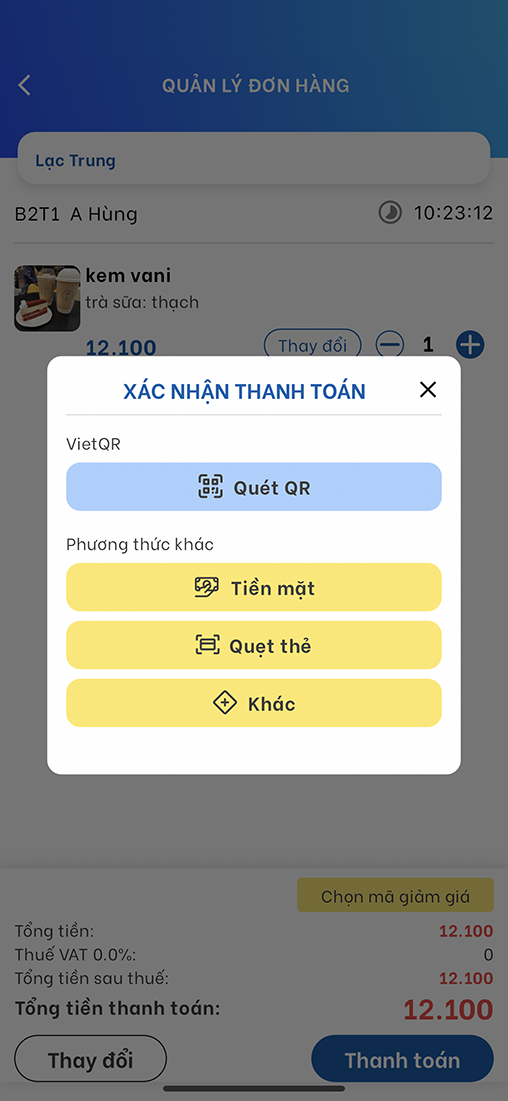 QUẢN LÝ ĐƠN HÀNG
Lạc Trung
B2T1 A Hùng 10:23:12
kem vani
trà sữa: thạch
12.100 Thay đổi 1
XÁC NHẬN THANH TOÁN
VietQR
Quét QR
Phương thức khác
Tiền mặt
Quẹt thẻ
Khác
Chọn mã giảm giá
Tổng tiền: 12.100
Thuế VAT 0.0%: 0
Tổng tiền sau thuế: 12.100
Tổng tiền thanh toán: 12.100
Thay đổi Thanh toán